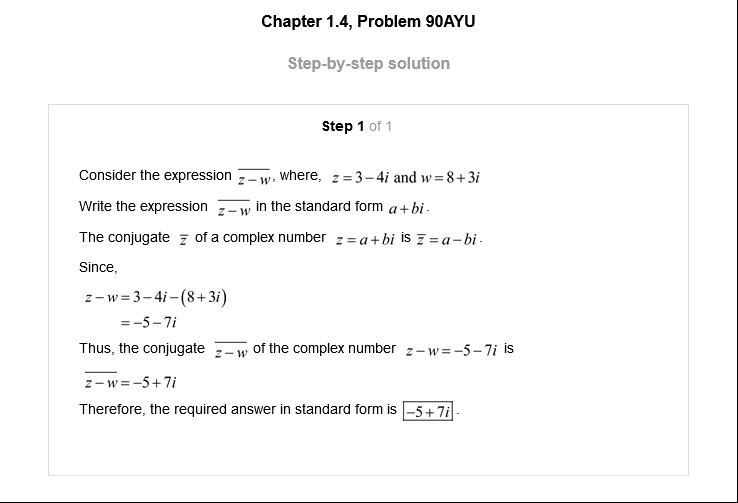 Chapter 1.4, Problem 90AYU
Step-by-step solution
Step 1 of 1
Consider the expression $\overline{z-w}$, where, $z=3-4i$ and $w=8+3i$
Write the expression $\overline{z-w}$ in the standard form $a+bi$.
The conjugate $\overline{z}$ of a complex number $z=a+bi$ is $\overline{z}=a-bi$.
Since,
$z-w=3-4i-(8+3i)$
$=-5-7i$
Thus, the conjugate $\overline{z-w}$ of the complex number $z-w=-5-7i$ is
$\overline{z-w}=-5+7i$
Therefore, the required answer in standard form is $\boxed{-5+7i}$.